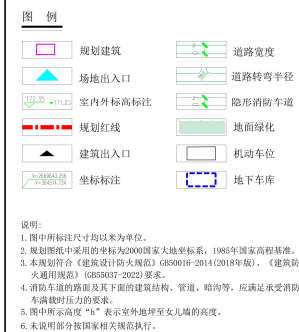 图 例
规划建筑
道路宽度
场地出入口
道路转弯半径
172.35 171.23
室内外标高标注
隐形消防车道
规划红线
地面绿化
建筑出入口
机动车位
X=2669643.256
Y=364514.724
坐标标注
地下车库
说明:
1.图中所标注尺寸均以米为单位。
2.规划图纸中采用的坐标为2000国家大地坐标系,1985年国家高程基准。
3.本规划符合《建筑设计防火规范》GB50016-2014(2018年版)、《建筑防
火通用规范》(GB55037-2022)要求。
4.消防车道的路面及其下面的建筑结构、管道、暗沟等,应满足承受消防
车满载时压力的要求。
5.图中所示高度“h”表示室外地坪至女儿墙的高度。
6.未说明部分按国家相关规范执行。